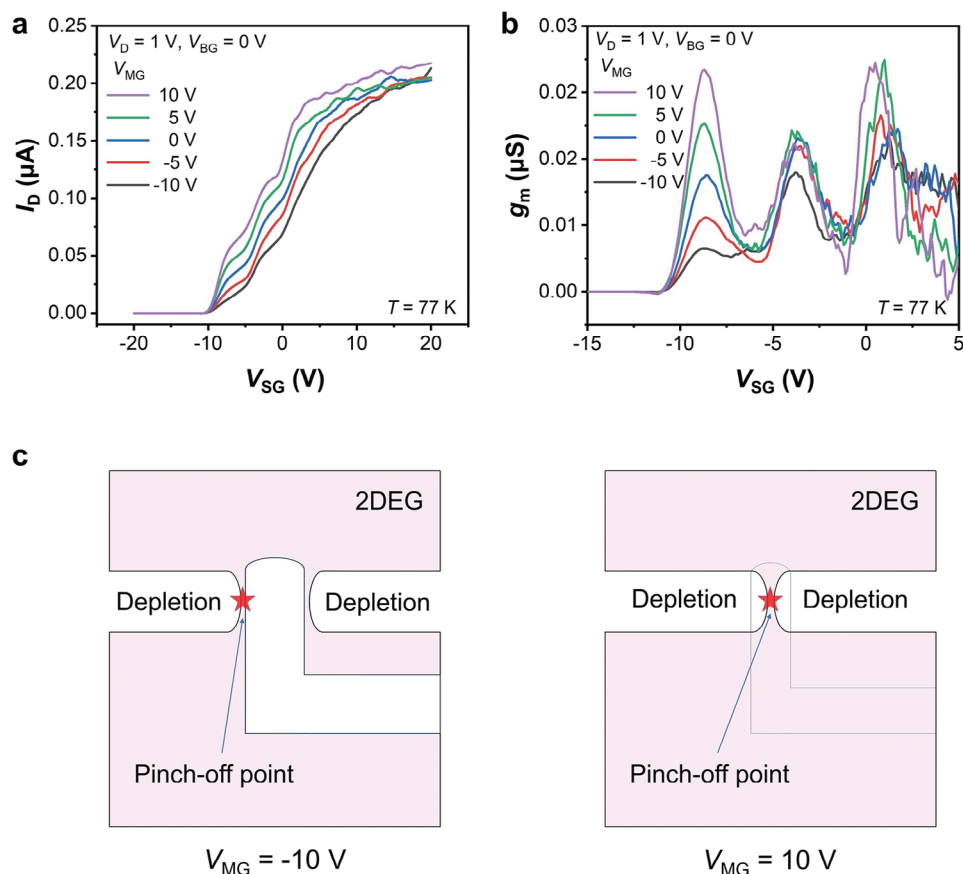 a
V_D = 1 V, V_BG = 0 V
V_MG
10 V
5 V
0 V
-5 V
-10 V
0.25
0.20
0.15
0.10
0.05
0.00
I_D (µA)
T = 77 K
-20
-10
0
10
20
V_SG (V)
b
V_D = 1 V, V_BG = 0 V
V_MG
10 V
5 V
0 V
-5 V
-10 V
0.03
0.02
0.02
0.01
0.00
0.00
g_m (µS)
T = 77 K
-15
-10
-5
0
5
V_SG (V)
c
2DEG
Depletion
Depletion
Pinch-off point
V_MG = -10 V
2DEG
Depletion
Depletion
Pinch-off point
V_MG = 10 V